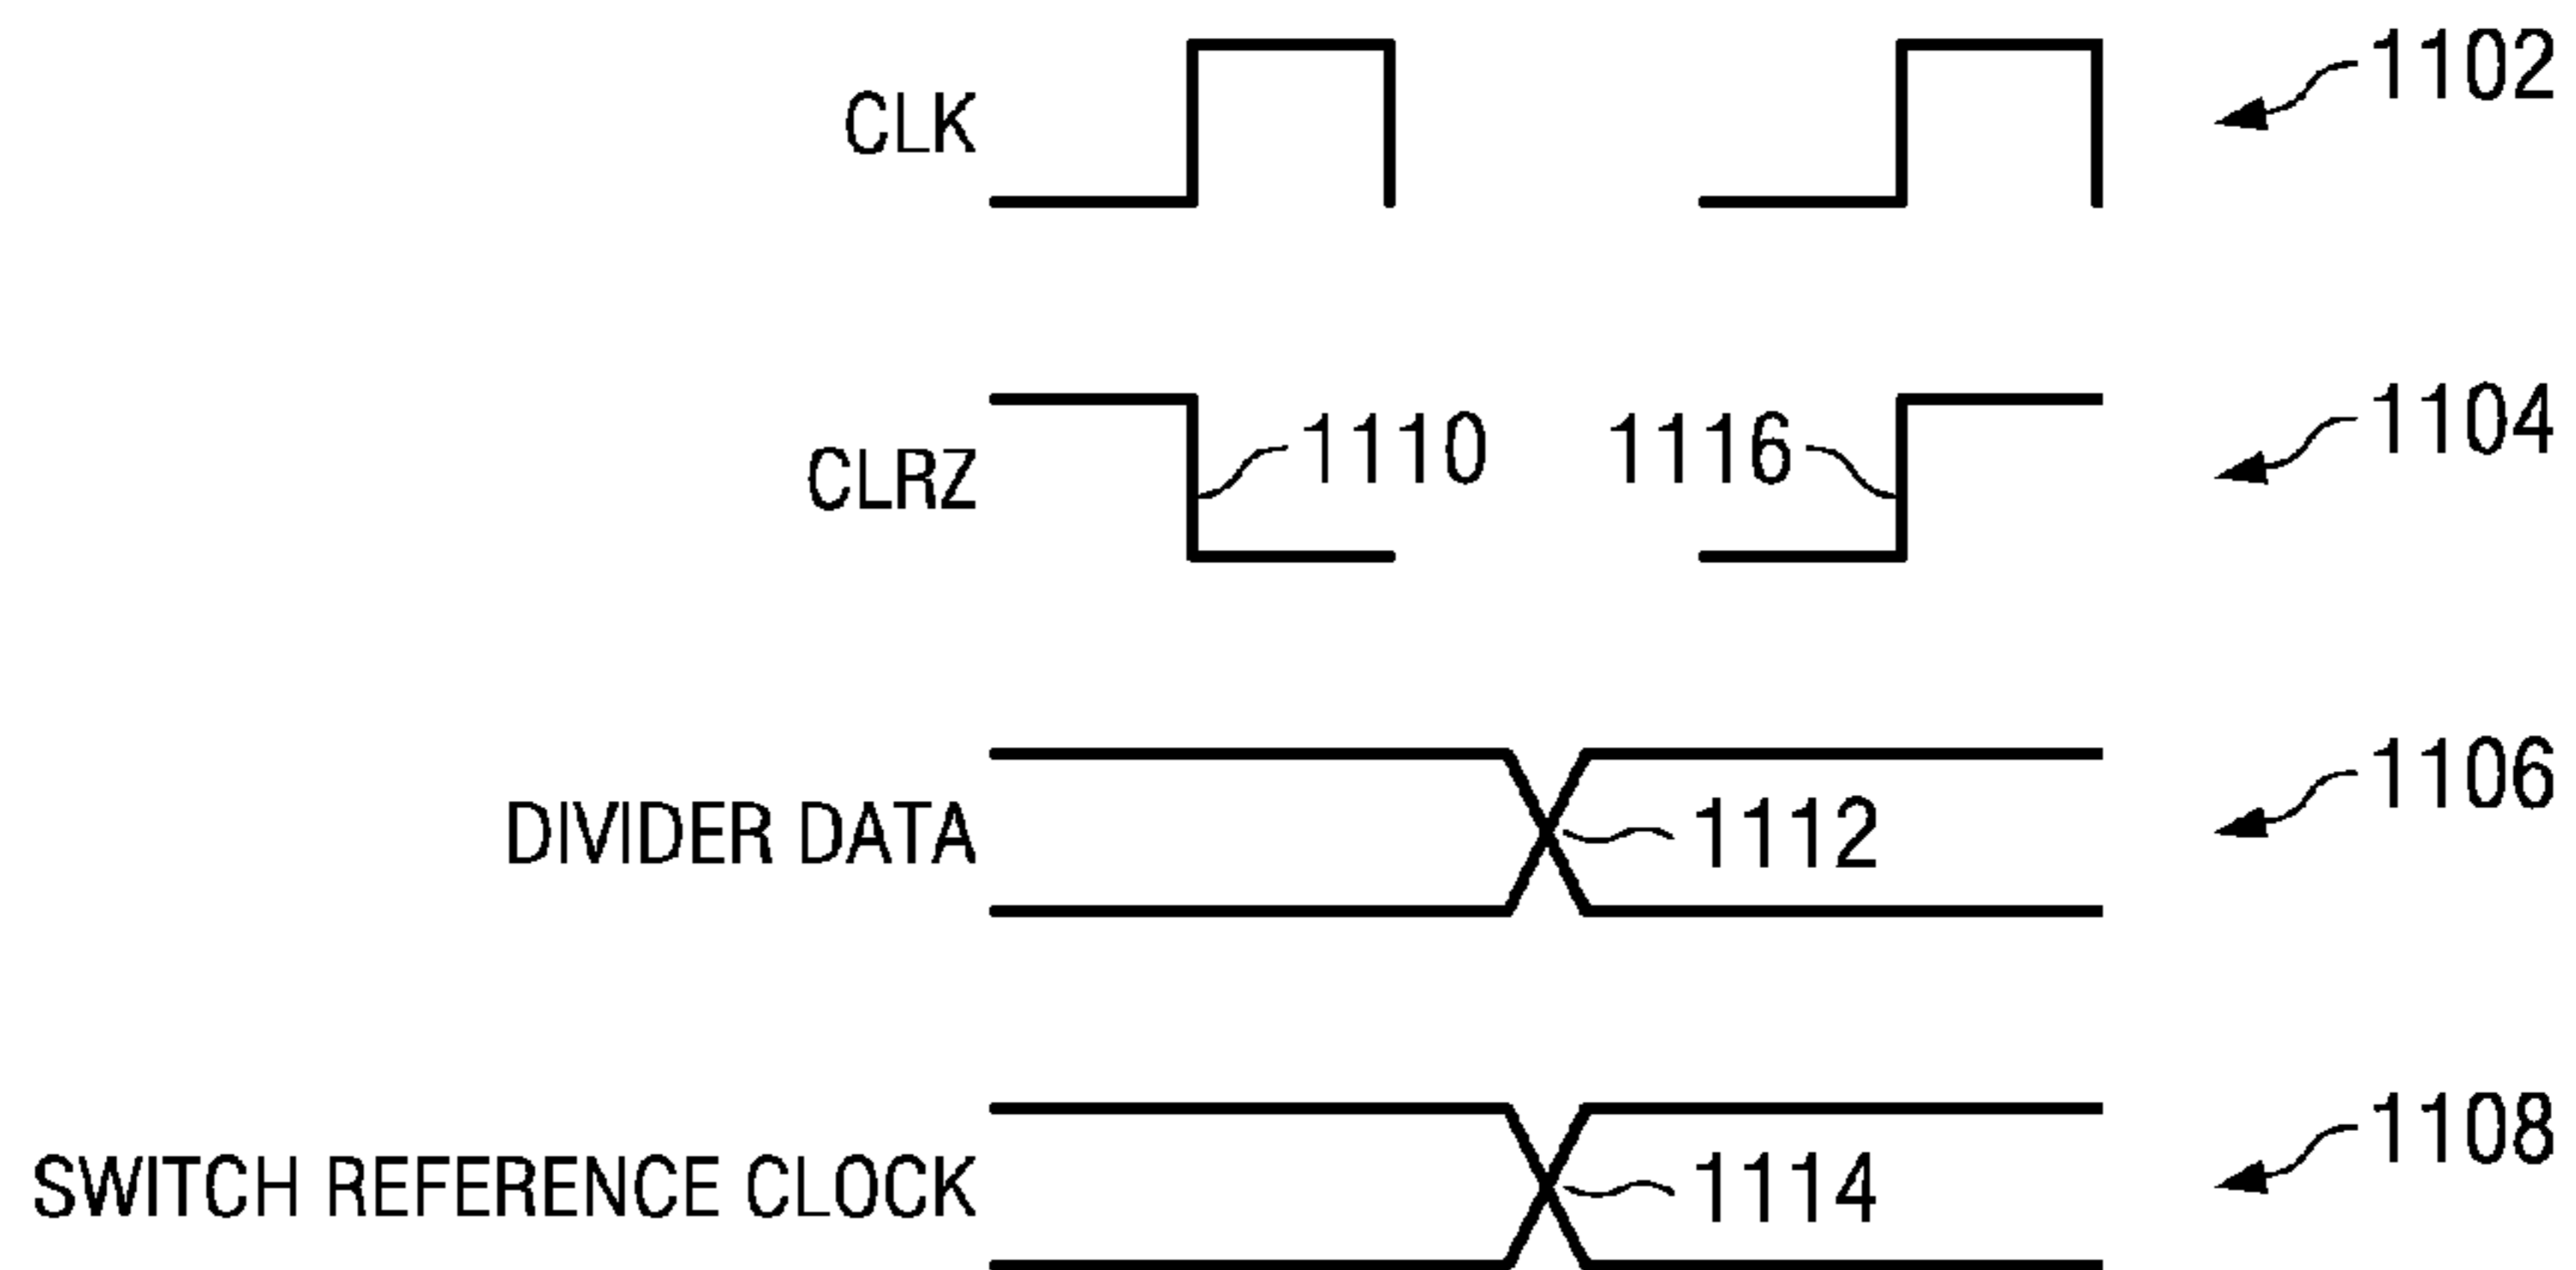 1102
CLK
1104
1110
1116
CLRZ
1106
DIVIDER DATA
1112
1108
SWITCH REFERENCE CLOCK
1114